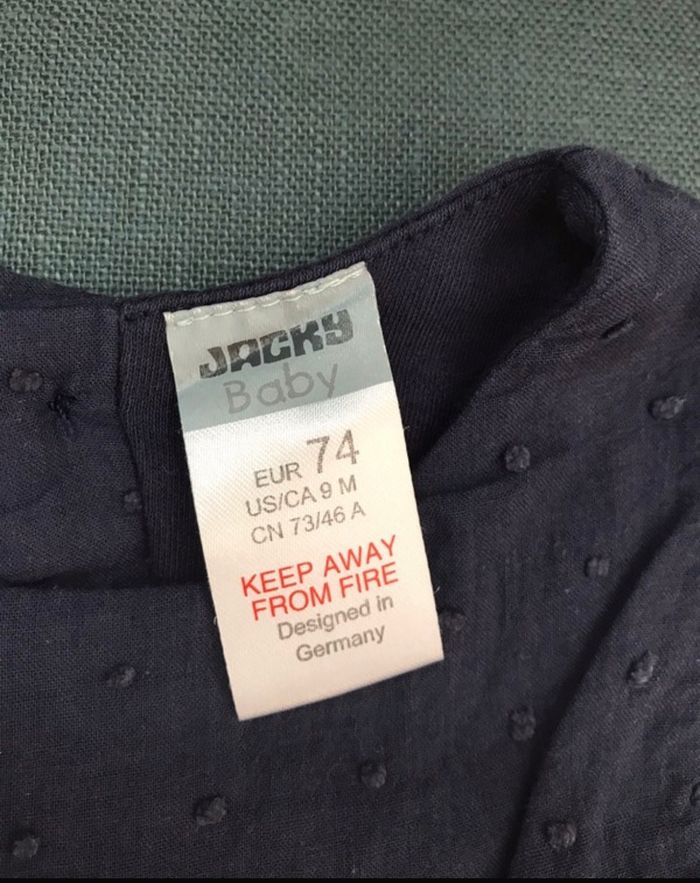 JACKY
Baby
EUR 74
US/CA 9 M
CN 73/46 A
KEEP AWAY
FROM FIRE
Designed in
Germany